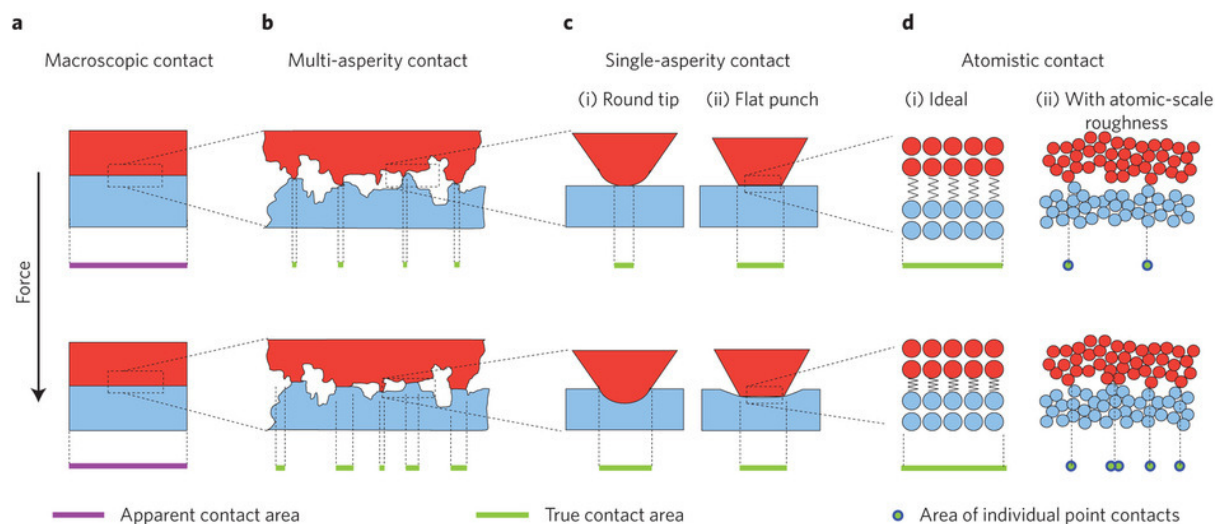 a
Macroscopic contact
b
Multi-asperity contact
c
Single-asperity contact
(i) Round tip
(ii) Flat punch
d
Atomistic contact
(i) Ideal
(ii) With atomic-scale
roughness
Force
Apparent contact area
True contact area
Area of individual point contacts